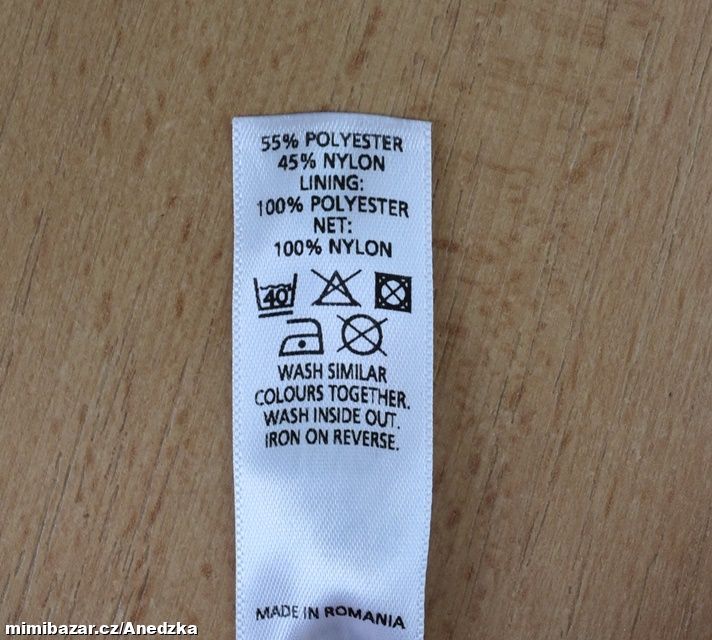 55% POLYESTER
45% NYLON
LINING:
100% POLYESTER
NET:
100% NYLON
40
WASH SIMILAR
COLOURS TOGETHER.
WASH INSIDE OUT.
IRON ON REVERSE.
MADE IN ROMANIA
mimibazar.cz/Anedzka